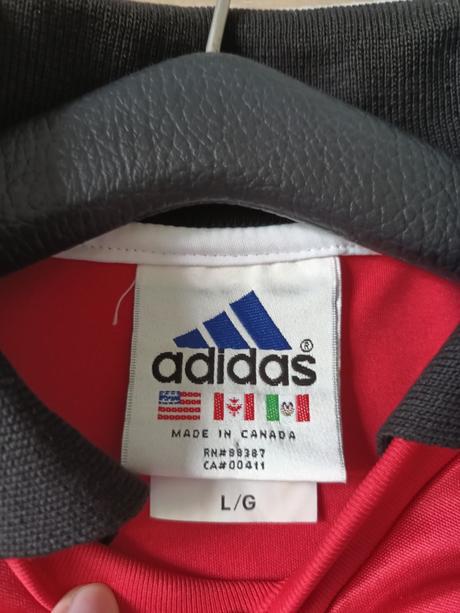 adidas®
MADE IN CANADA
RN#88387
CA#00411
L/G